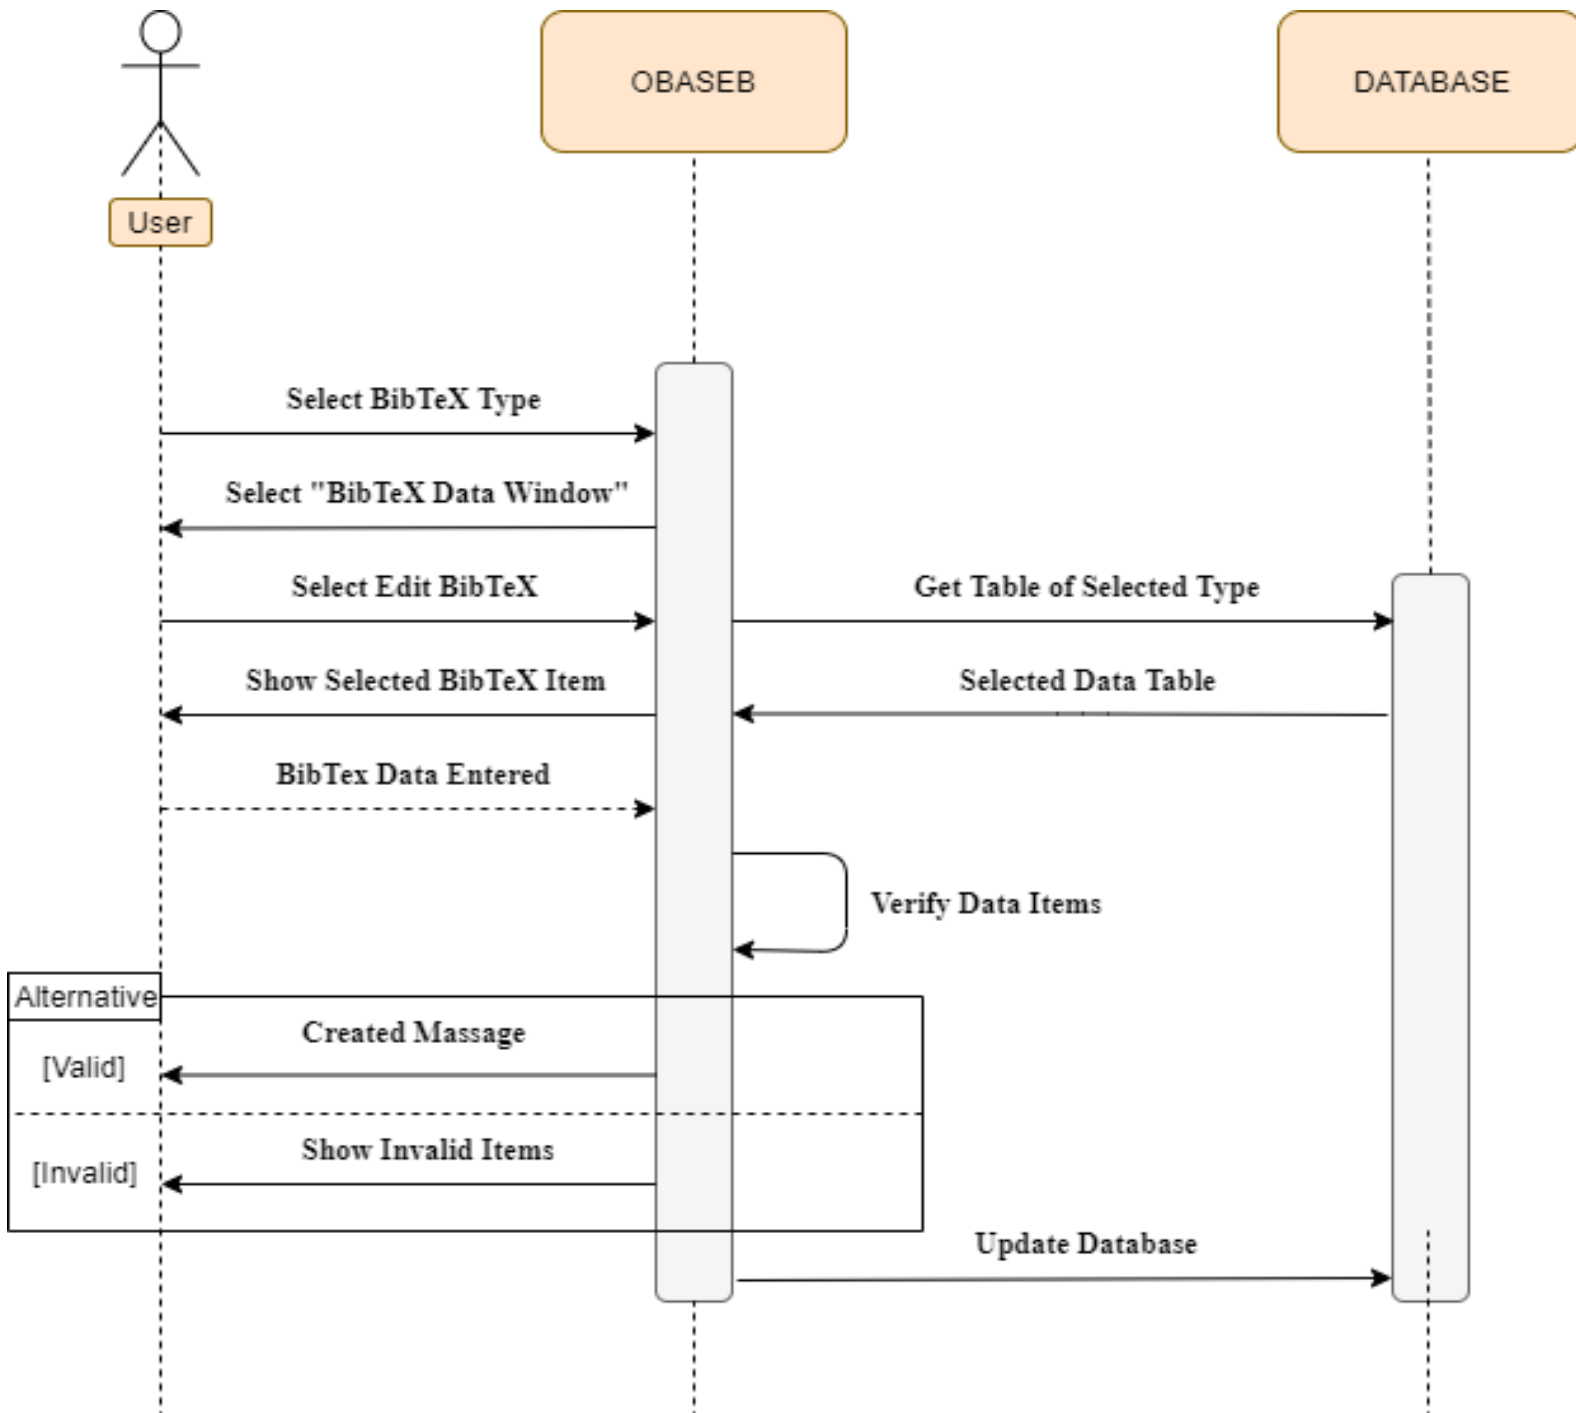 OBASEB
DATABASE
User
Select BibTeX Type
Select "BibTeX Data Window"
Select Edit BibTeX
Get Table of Selected Type
Show Selected BibTeX Item
Selected Data Table
BibTex Data Entered
Verify Data Items
Alternative
Created Massage
[Valid]
Show Invalid Items
[Invalid]
Update Database